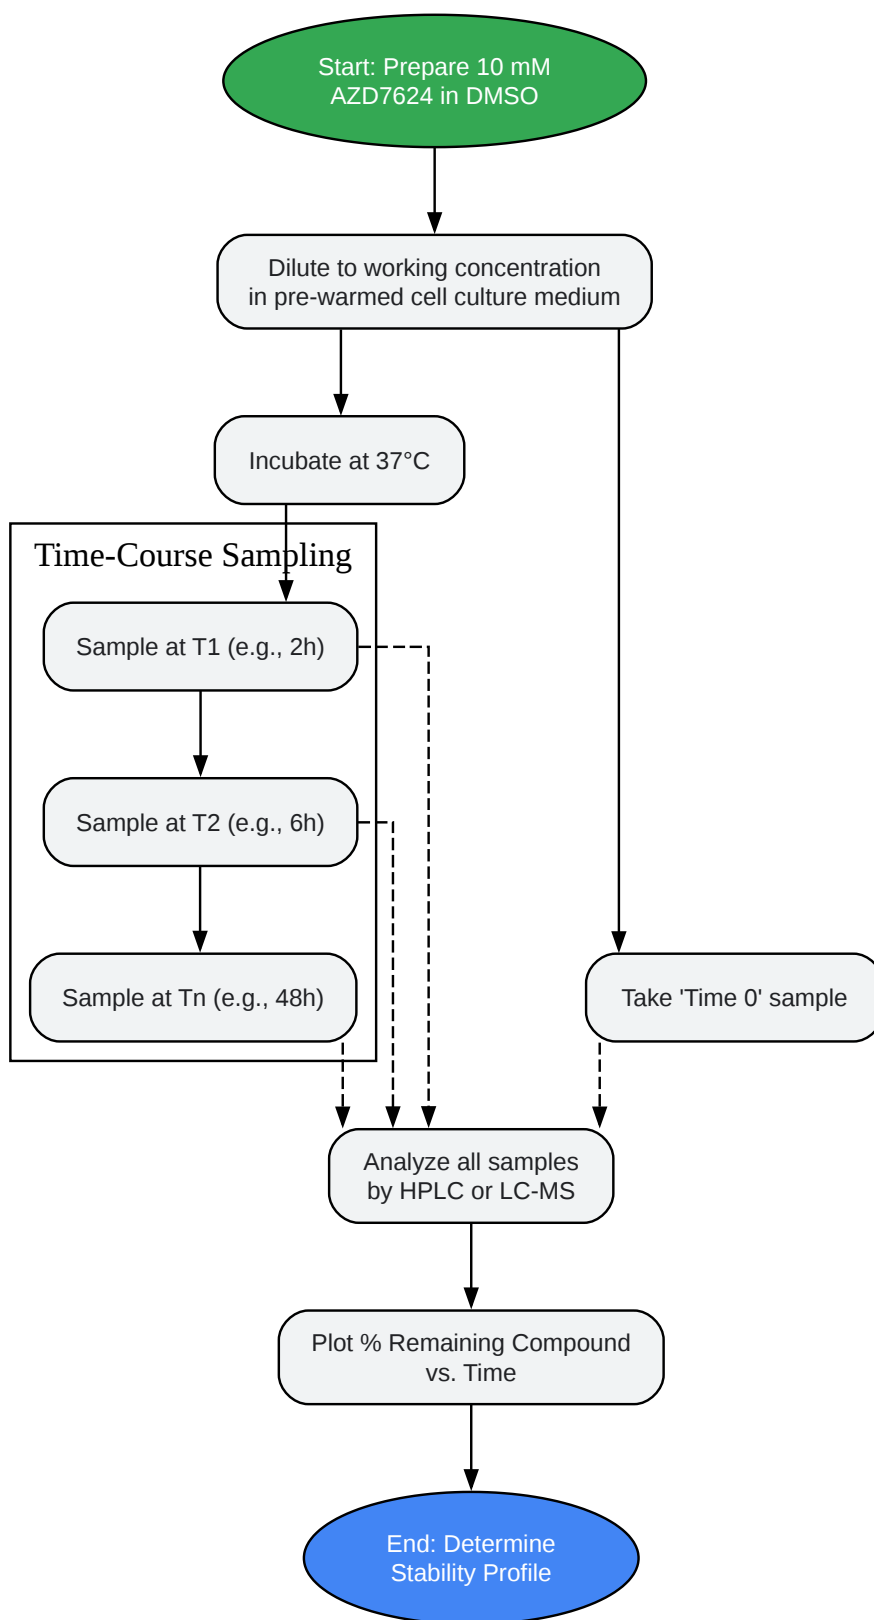 Start: Prepare 10 mM
AZD7624 in DMSO
Dilute to working concentration
in pre-warmed cell culture medium
Incubate at 37°C
Time-Course Sampling
Sample at T1 (e.g., 2h)
Sample at T2 (e.g., 6h)
Sample at Tn (e.g., 48h)
Take 'Time 0' sample
Analyze all samples
by HPLC or LC-MS
Plot % Remaining Compound
vs. Time
End: Determine
Stability Profile